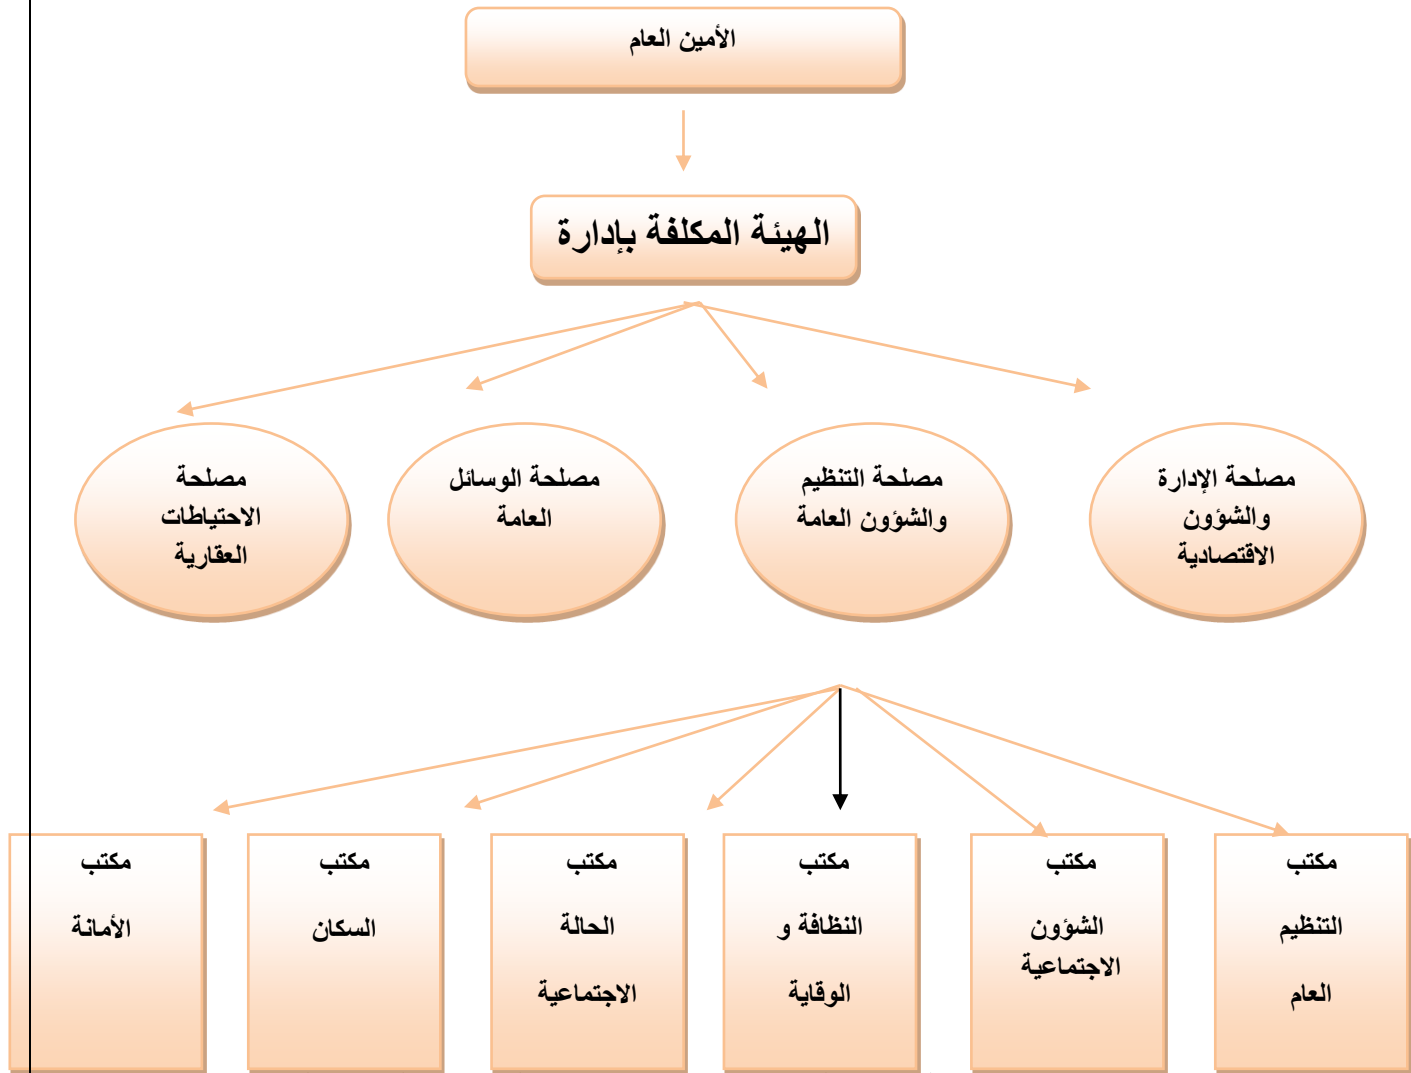 الأمين العام
الهيئة المكلفة بإدارة
مصلحة الإدارة
والشؤون
الاقتصادية
مصلحة التنظيم
والشؤون العامة
مصلحة الوسائل
العامة
مصلحة
الاحتياطات
العقارية
مكتب
التنظيم
العام
مكتب
الشؤون
الاجتماعية
مكتب
النظافة و
الوقاية
مكتب
الحالة
الاجتماعية
مكتب
السكان
مكتب
الأمانة